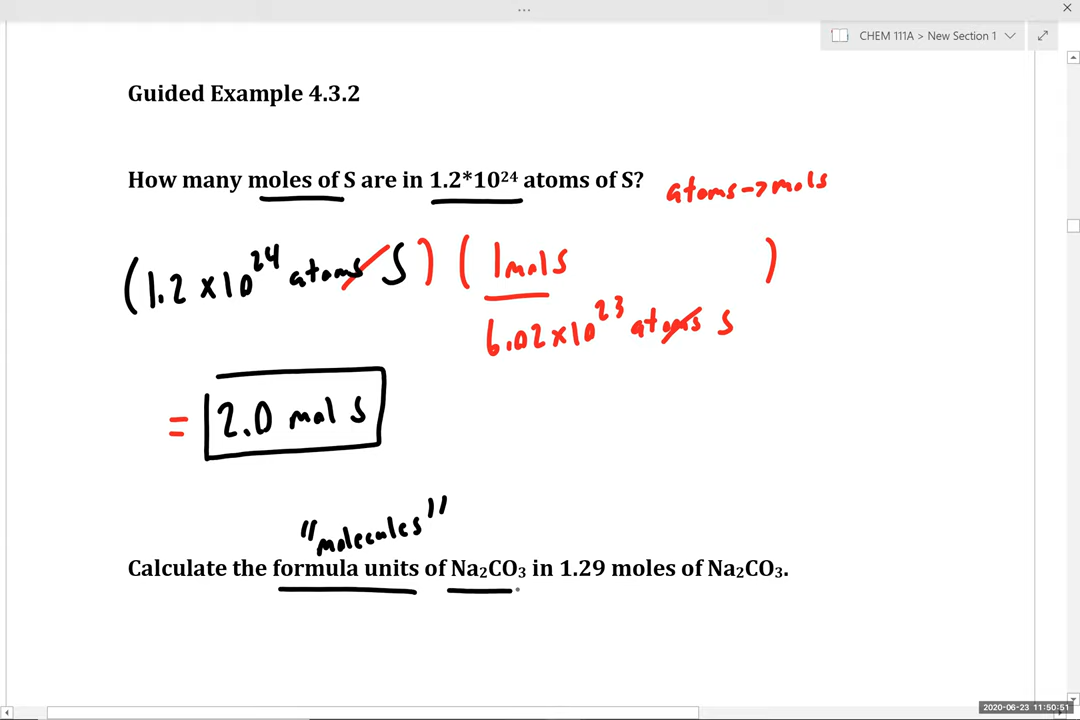 CHEM 111A > New Section 1
Guided Example 4.3.2
How many moles of S are in 1.2*10²⁴ atoms of S? atoms->mols
(1.2 x 10²⁴ atoms S) (1 mol S)
6.02 x 10²³ atoms S
= 2.0 mol S
"molecules"
Calculate the formula units of Na₂CO₃ in 1.29 moles of Na₂CO₃.
2020-06-23 11:50:51